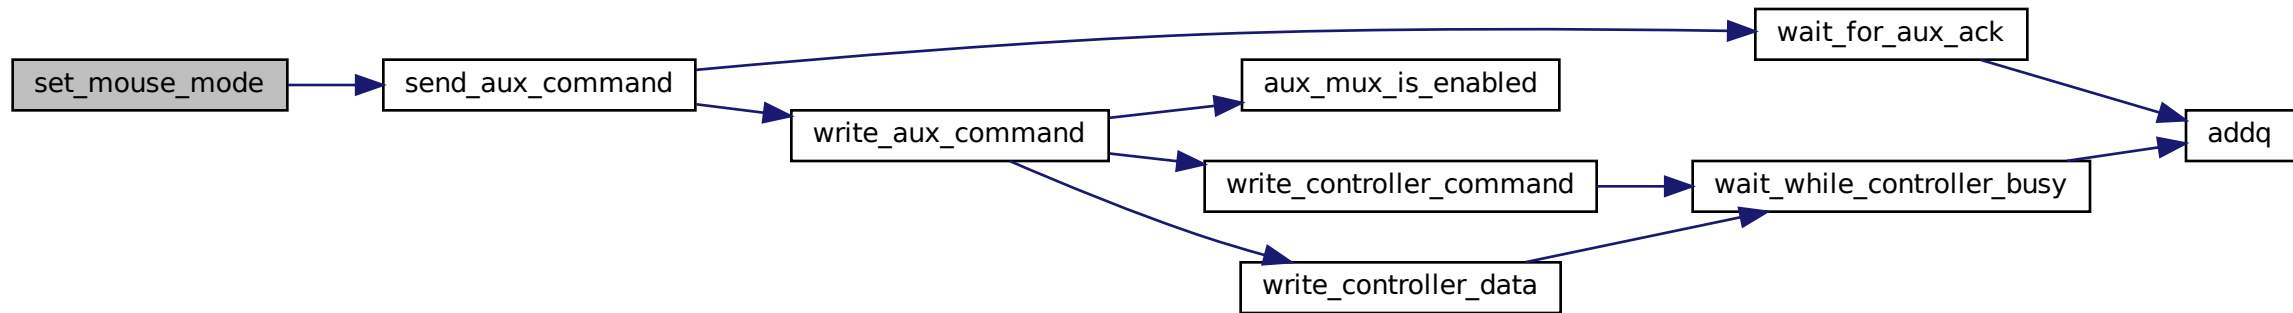 set_mouse_mode
send_aux_command
wait_for_aux_ack
write_aux_command
aux_mux_is_enabled
write_controller_command
write_controller_data
wait_while_controller_busy
addq